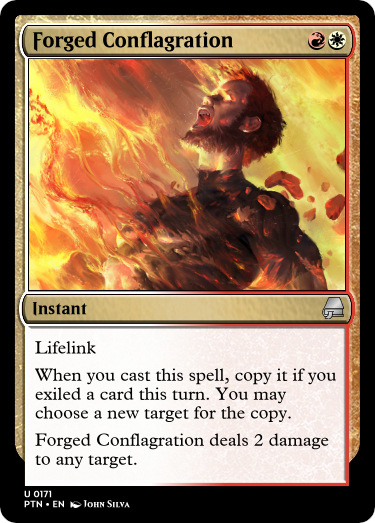 Forged Conflagration
Instant
Lifelink
When you cast this spell, copy it if you
exiled a card this turn. You may
choose a new target for the copy.
Forged Conflagration deals 2 damage
to any target.
U 0171
PTN • EN John Silva